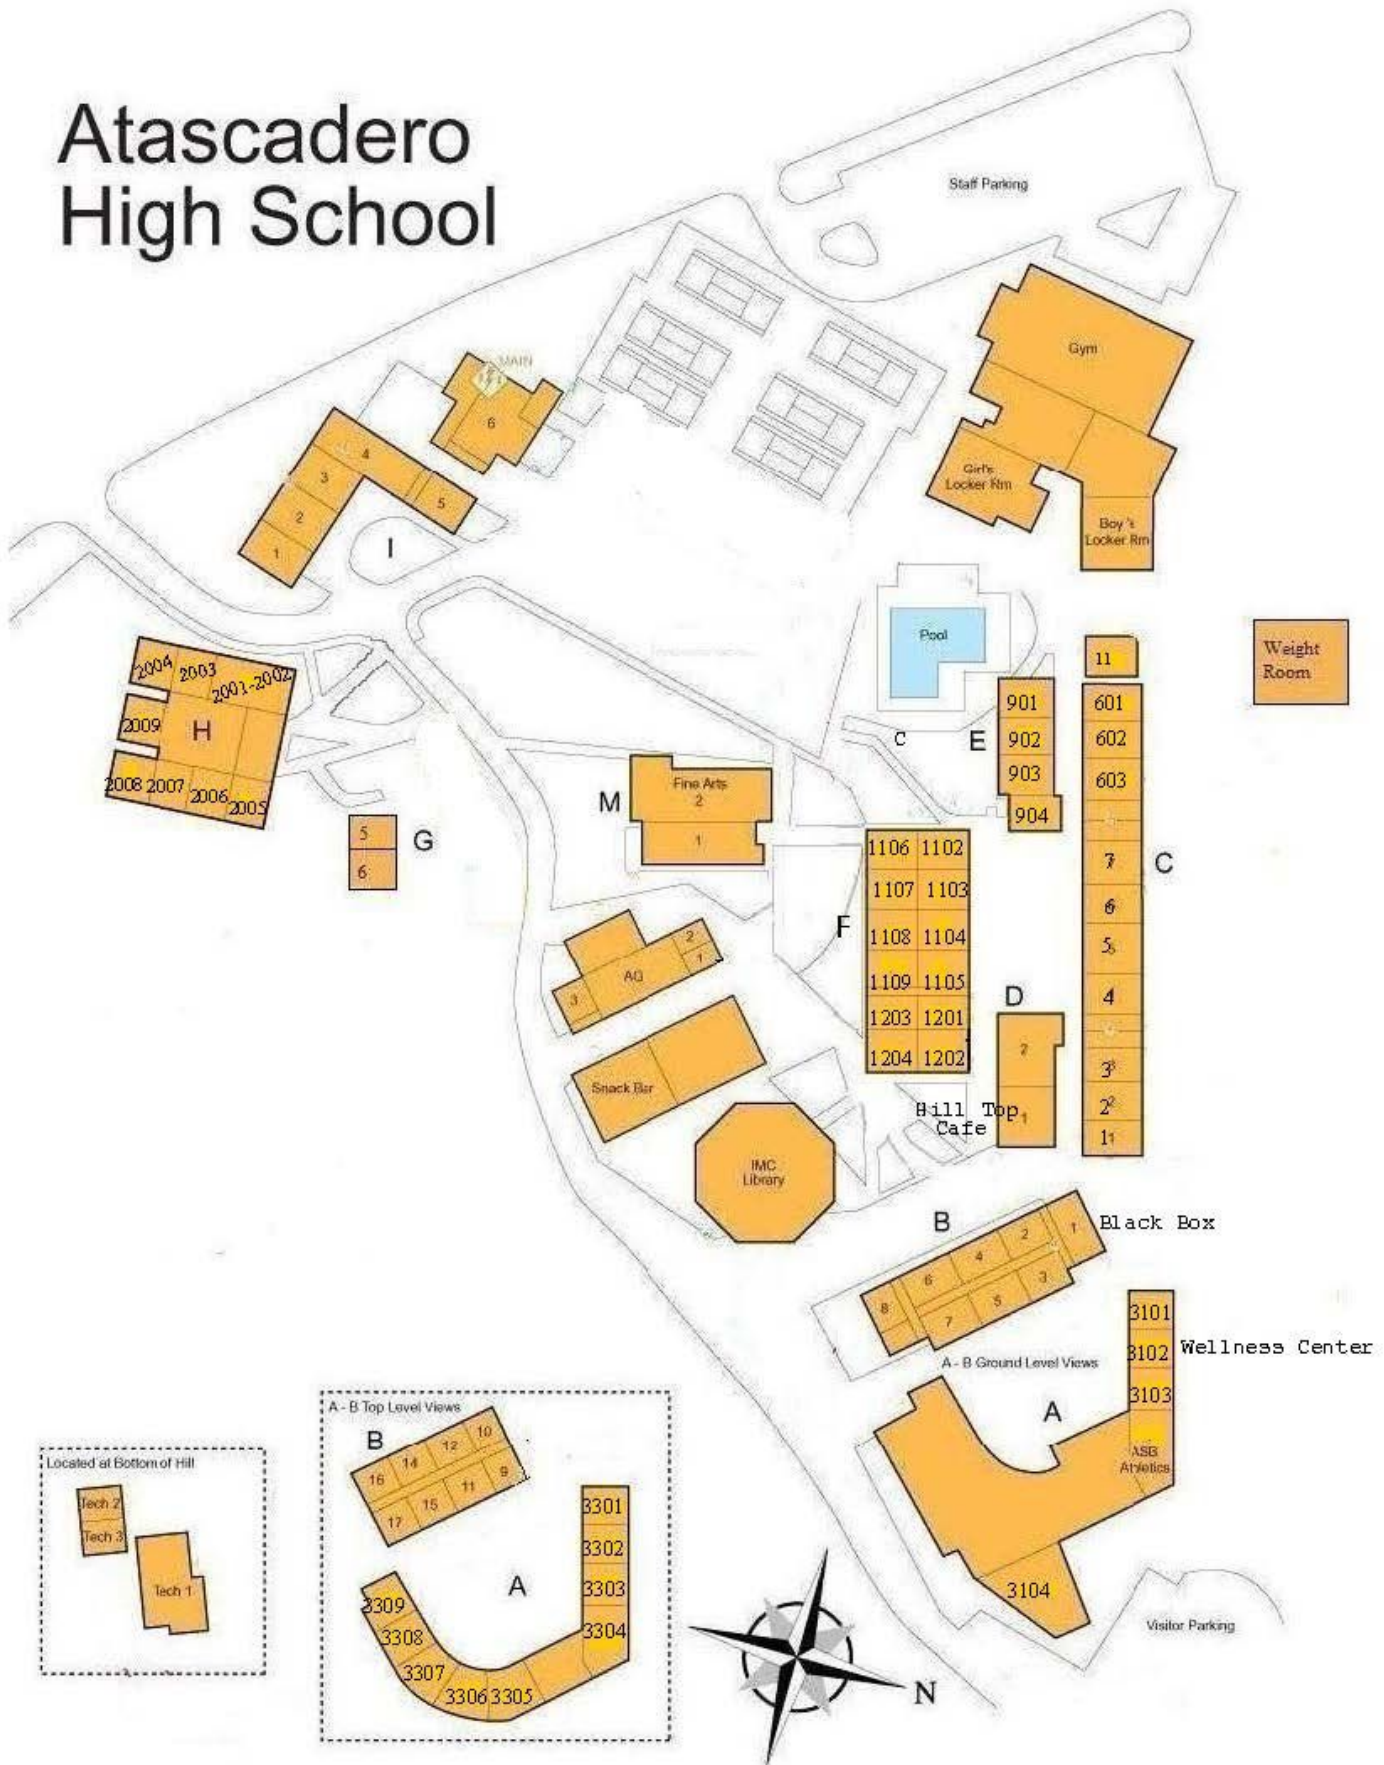 Atascadero
High School
Staff Parking
MAIN
6
4
3
2
1
5
I
Gym
Girl's
Locker Rm
Boy's
Locker Rm
Pool
Weight
Room
11
601
602
603
7
6
5
4
3
2
1
C
901
902
903
904
E
C
2004
2003
2001-2002
2009
H
2008
2007
2006
2005
5
6
G
M
Fine Arts
2
1
1106 1102
1107 1103
1108 1104
1109 1105
1203 1201
1204 1202
F
D
2
1
Hill Top
Cafe
AG
2
1
3
Snack Bar
IMC
Library
B
1
2
4
6
8
3
5
7
Black Box
A - B Ground Level Views
3101
3102
3103
Wellness Center
A
ASB
Athletics
3104
Visitor Parking
A - B Top Level Views
B
10
12
14
16
9
11
15
17
A
3301
3302
3303
3304
3305
3306
3307
3308
3309
Located at Bottom of Hill
Tech 2
Tech 3
Tech 1
N